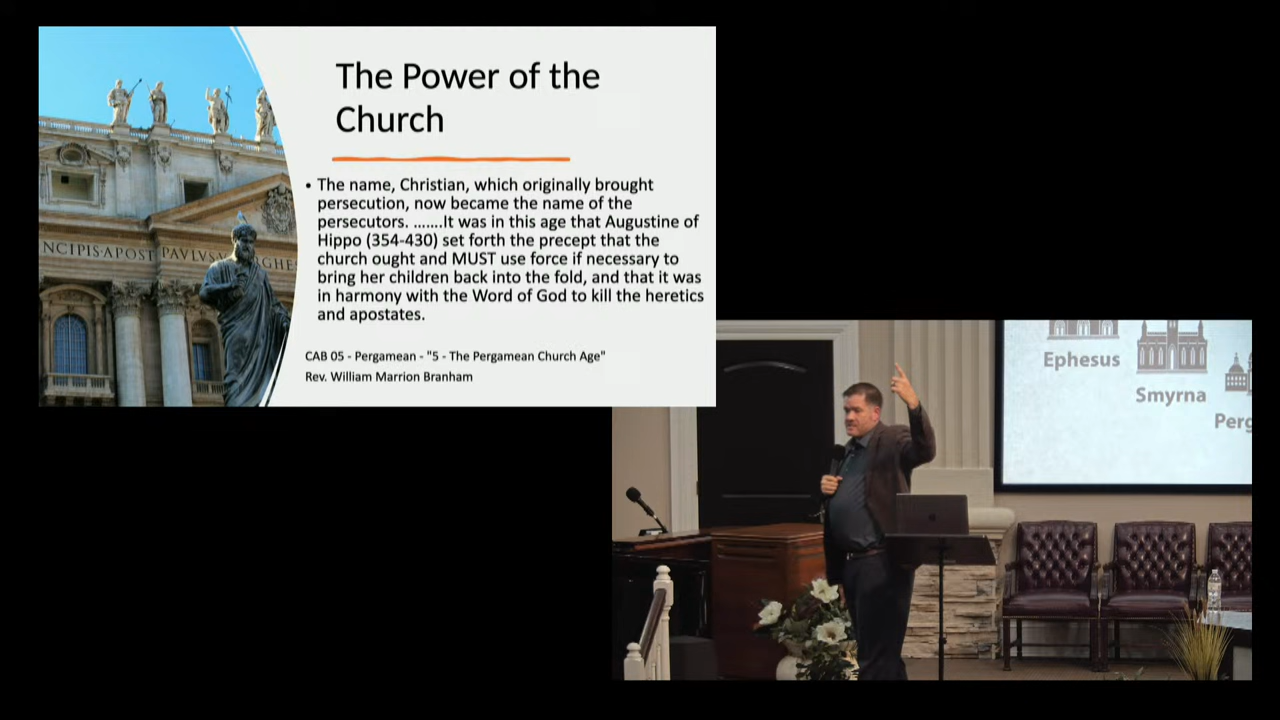 The Power of the
Church
• The name, Christian, which originally brought
persecution, now became the name of the
persecutors. .......It was in this age that Augustine of
Hippo (354-430) set forth the precept that the
church ought and MUST use force if necessary to
bring her children back into the fold, and that it was
in harmony with the Word of God to kill the heretics
and apostates.
CAB 05 - Pergamean - "5 - The Pergamean Church Age"
Rev. William Marrion Branham
NCIPIS·APOST PAVLVS
Ephesus
Smyrna
Perg